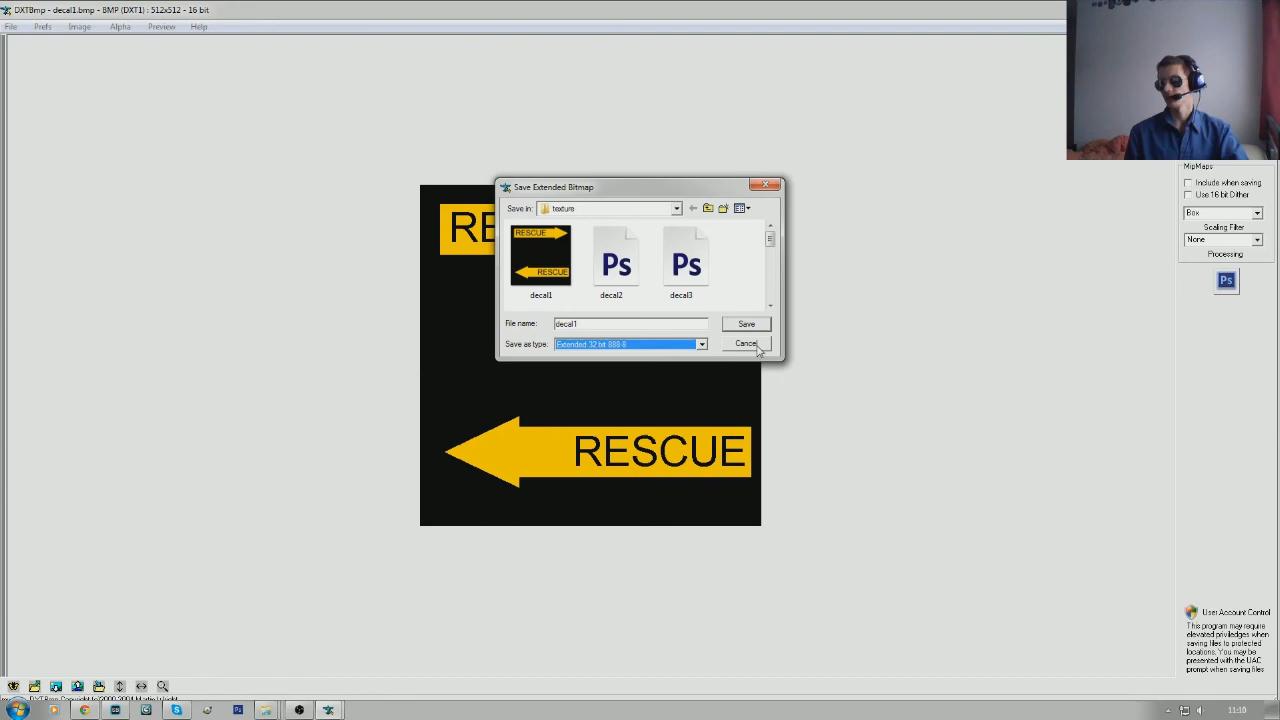 DXTBmp - decal1.bmp - BMP (DXT1) : 512x512 - 16 bit
File Prefs Image Alpha Preview Help
MipMaps
Include when saving
Use 16 bit Dither
Box
Scaling Filter
None
Processing
Ps
Save Extended Bitmap
Save in: texture
RESCUE
RESCUE
Ps
Ps
decal1 decal2 decal3
File name: decal1 Save
Save as type: Extended 32 bit 888-8 Cancel
RE
RESCUE
User Account Control
This program may require
elevated priviledges when
saving files to protected
locations. You may be
presented with the UAC
prompt when saving files
Ps
11:10